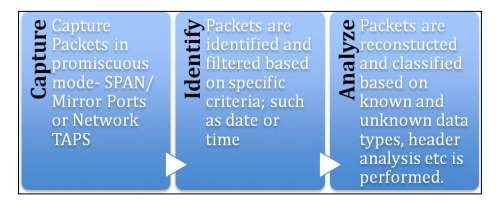 Capture
Capture
Packets in
promiscuous
mode- SPAN/
Mirror Ports
or Network
TAPS
Identify
Packets are
identified and
filtered based
on specific
criteria; such
as date or
time
Analyze
Packets are
reconstucted
and classified
based on
known and
unknown data
types, header
analysis etc is
performed.